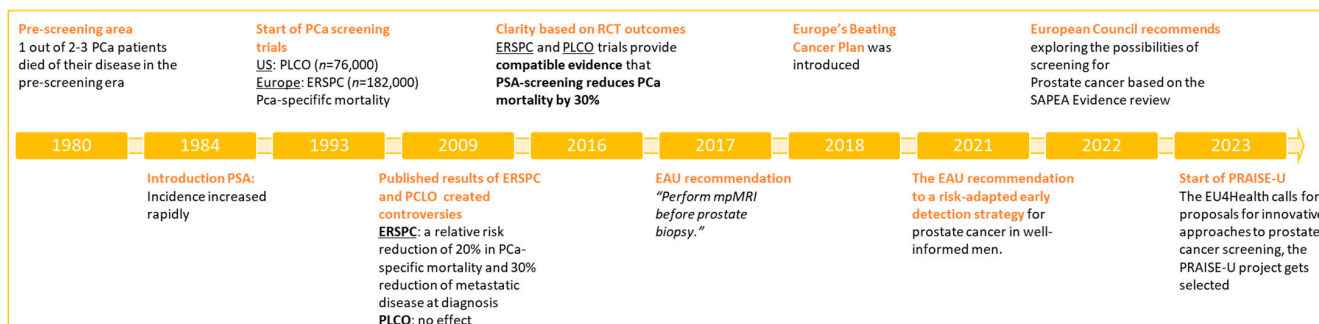 Pre-screening area
1 out of 2-3 PCa patients
died of their disease in the
pre-screening era
Start of PCa screening
trials
US: PLCO (n=76,000)
Europe: ERSPC (n=182,000)
Pca-specififc mortality
Clarity based on RCT outcomes
ERSPC and PLCO trials provide
compatible evidence that
PSA-screening reduces PCa
mortality by 30%
Europe's Beating
Cancer Plan was
introduced
European Council recommends
exploring the possibilities of
screening for
Prostate cancer based on the
SAPEA Evidence review
1980
1984
1993
2009
2016
2017
2018
2021
2022
2023
Introduction PSA:
Incidence increased
rapidly
Published results of ERSPC
and PCLO created
controversies
ERSPC: a relative risk
reduction of 20% in PCa-
specific mortality and 30%
reduction of metastatic
disease at diagnosis
PLCO: no effect
EAU recommendation
"Perform mpMRI
before prostate
biopsy."
The EAU recommendation
to a risk-adapted early
detection strategy for
prostate cancer in well-
informed men.
Start of PRAISE-U
The EU4Health calls for
proposals for innovative
approaches to prostate
cancer screening, the
PRAISE-U project gets
selected